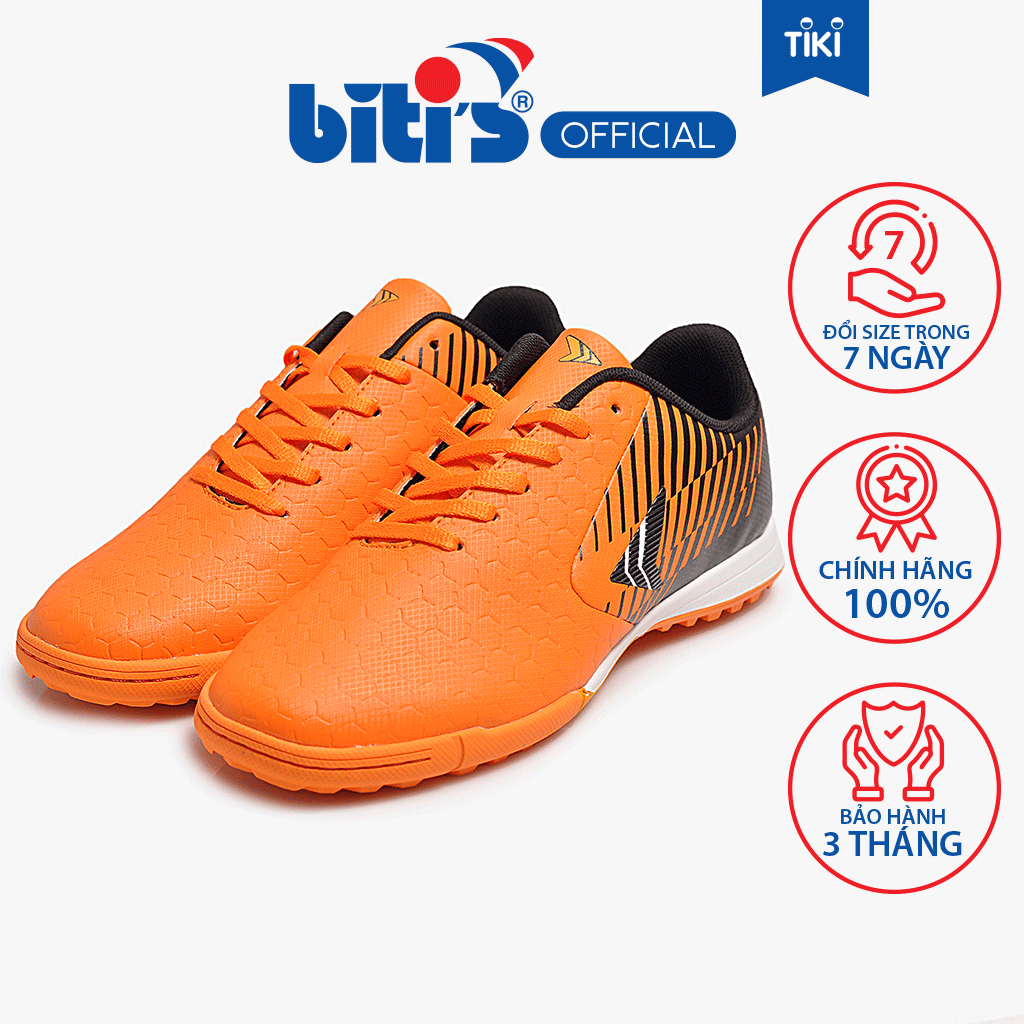 TiKi
biti's®
OFFICIAL
7
ĐỔI SIZE TRONG
7 NGÀY
CHÍNH HÃNG
100%
BẢO HÀNH
3 THÁNG